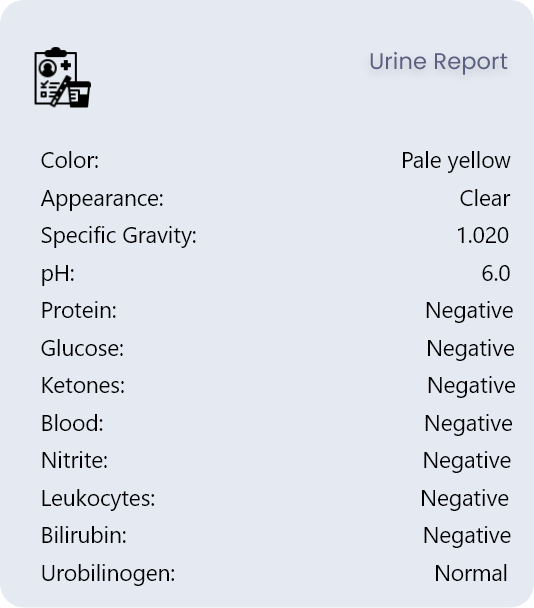 Urine Report
Color: Pale yellow
Appearance: Clear
Specific Gravity: 1.020
pH: 6.0
Protein: Negative
Glucose: Negative
Ketones: Negative
Blood: Negative
Nitrite: Negative
Leukocytes: Negative
Bilirubin: Negative
Urobilinogen: Normal